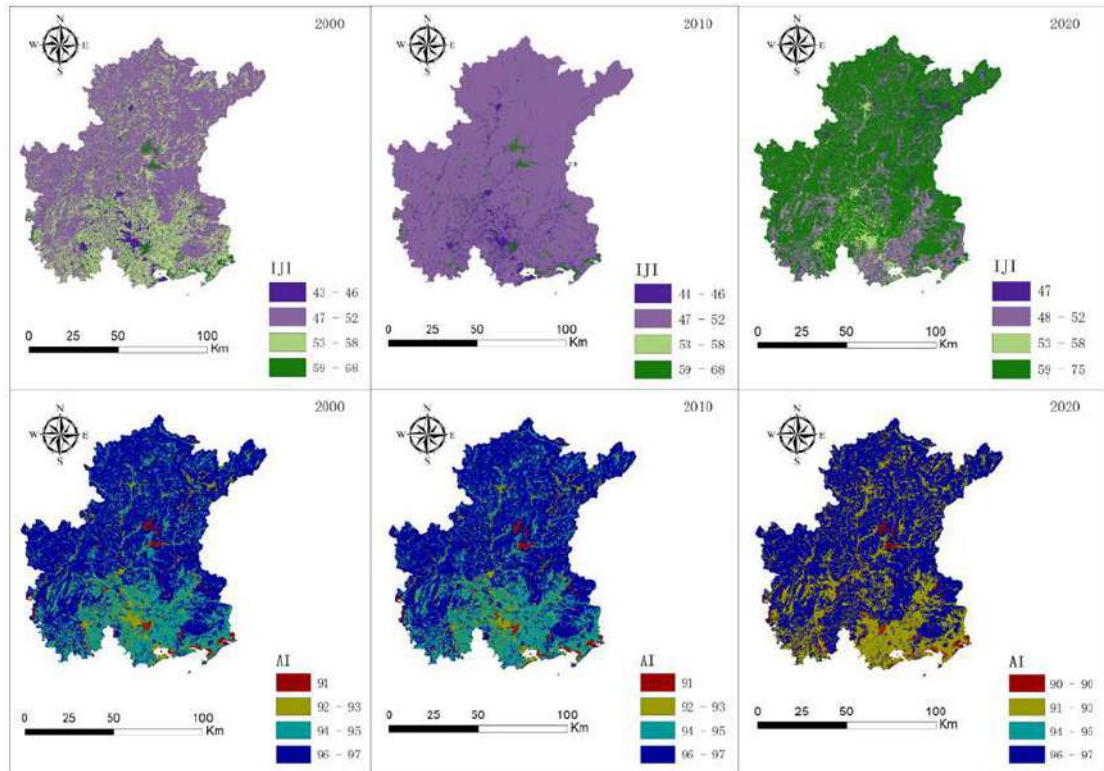 2000
N
W E
S
IJI
43 - 46
47 - 52
53 - 58
59 - 68
0 25 50 100
Km
2010
N
W E
S
IJI
44 - 46
47 - 52
53 - 58
59 - 68
0 25 50 100
Km
2020
N
W E
S
IJI
47
48 - 52
53 - 58
59 - 75
0 25 50 100
Km
2000
N
W E
S
AI
91
92 - 93
94 - 95
96 - 97
0 25 50 100
Km
2010
N
W E
S
AI
91
92 - 93
94 - 95
96 - 97
0 25 50 100
Km
2020
N
W E
S
AI
90 - 90
91 - 93
94 - 95
96 - 97
0 25 50 100
Km